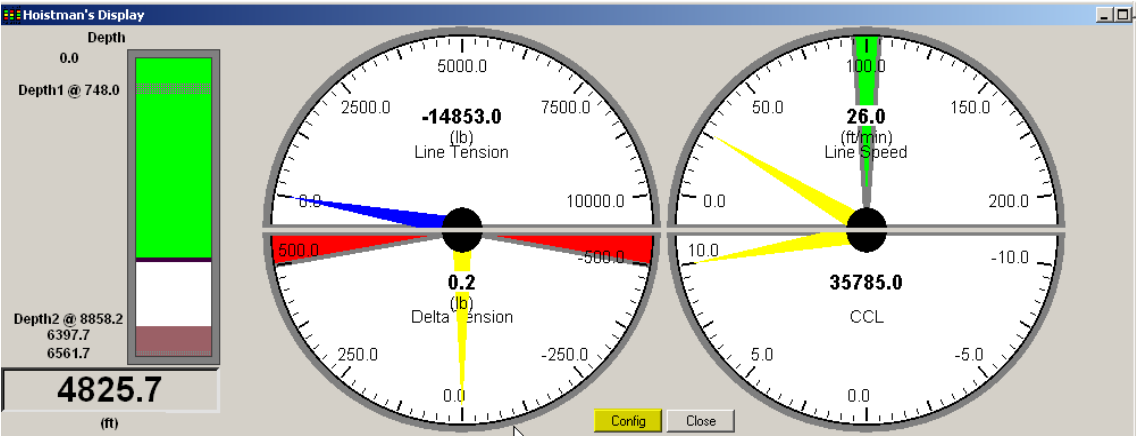 Hoistman's Display
Depth
0.0
Depth1 @ 748.0
Depth2 @ 8858.2
6397.7
6561.7
4825.7
(ft)
5000.0
2500.0
7500.0
-14853.0
(lb)
Line Tension
0.0
10000.0
500.0
-500.0
0.2
(lb)
Delta Tension
250.0
-250.0
0.0
100.0
50.0
150.0
26.0
(ft/min)
Line Speed
0.0
200.0
10.0
-10.0
35785.0
CCL
5.0
-5.0
0.0
Config
Close